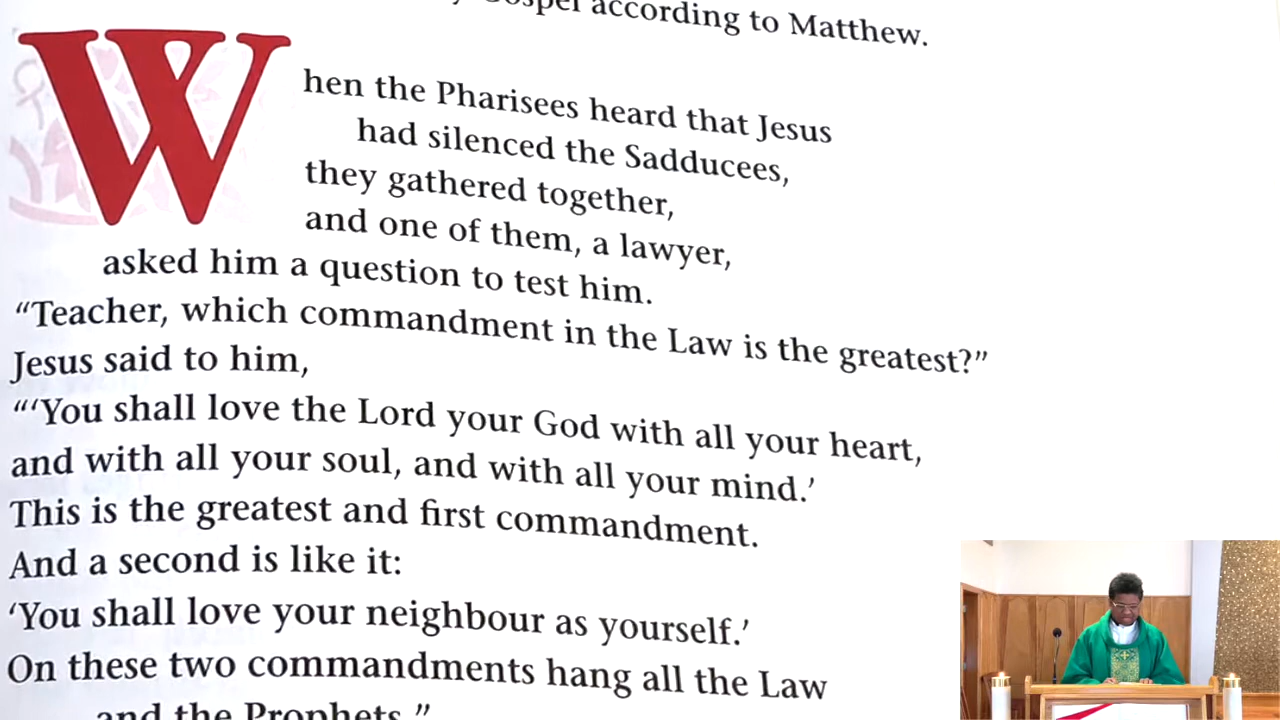 Gospel according to Matthew.
When the Pharisees heard that Jesus
had silenced the Sadducees,
they gathered together,
and one of them, a lawyer,
asked him a question to test him.
“Teacher, which commandment in the Law is the greatest?”
Jesus said to him,
“‘You shall love the Lord your God with all your heart,
and with all your soul, and with all your mind.’
This is the greatest and first commandment.
And a second is like it:
‘You shall love your neighbour as yourself.’
On these two commandments hang all the Law
and the Prophets.”